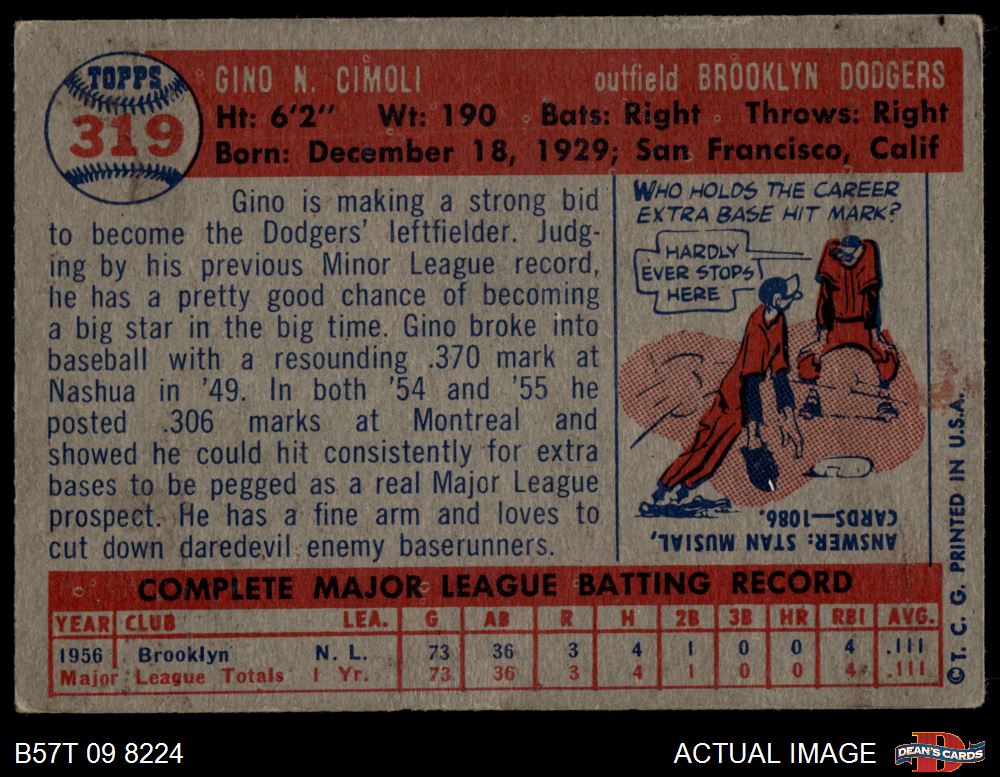 TOPPS
319
GINO N. CIMOLI outfield BROOKLYN DODGERS
Ht: 6'2" Wt: 190 Bats: Right Throws: Right
Born: December 18, 1929; San Francisco, Calif
Gino is making a strong bid
to become the Dodgers' leftfielder. Judg-
ing by his previous Minor League record,
he has a pretty good chance of becoming
a big star in the big time. Gino broke into
baseball with a resounding .370 mark at
Nashua in '49. In both '54 and '55 he
posted .306 marks at Montreal and
showed he could hit consistently for extra
bases to be pegged as a real Major League
prospect. He has a fine arm and loves to
cut down daredevil enemy baserunners.
WHO HOLDS THE CAREER
EXTRA BASE HIT MARK?
HARDLY
EVER STOPS
HERE
ANSWER: STAN MUSIAL,
CARDS—1086.
COMPLETE MAJOR LEAGUE BATTING RECORD
YEAR CLUB LEA. G AB R H 2B 3B HR RBI AVG.
1956 Brooklyn N. L. 73 36 3 4 1 0 0 4 .111
Major League Totals 1 Yr. 73 36 3 4 1 0 0 4 .111
© T. C. G. PRINTED IN U.S.A.
B57T 09 8224
ACTUAL IMAGE
DEAN'S CARDS